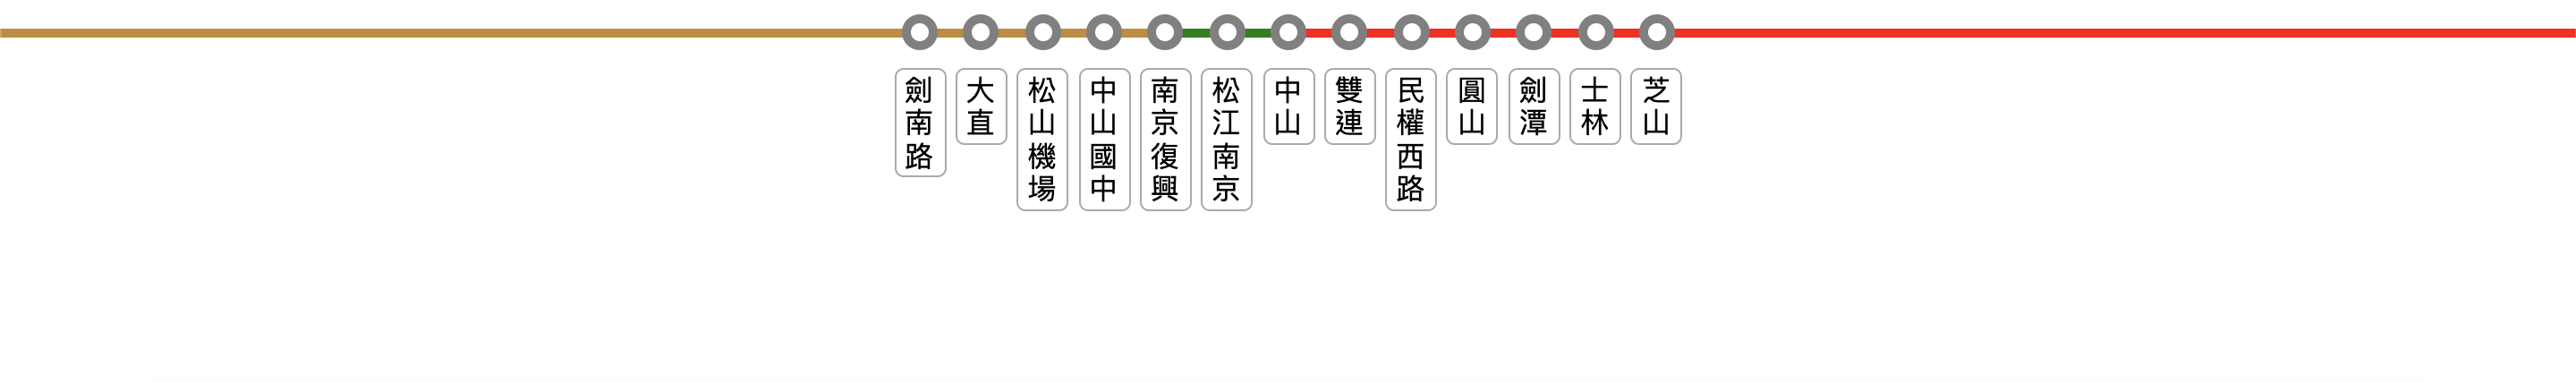 劍南路
大直
松山機場
中山國中
南京復興
松江南京
中山
雙連
民權西路
圓山
劍潭
士林
芝山